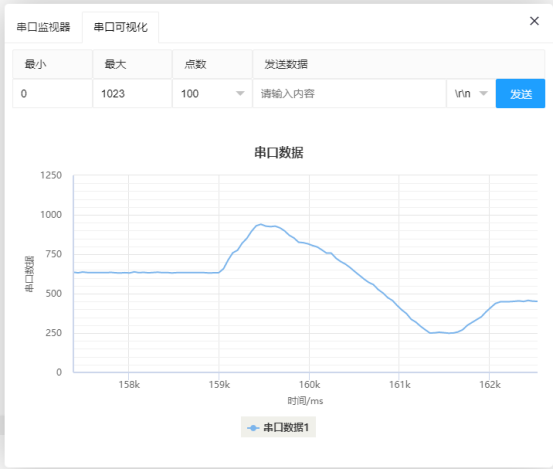 串口监视器 串口可视化
最小 最大 点数 发送数据
0 1023 100 请输入内容 \r\n 发送
串口数据
1250
1000
750
500
250
0
串口数据
158k 159k 160k 161k 162k
时间/ms
串口数据1